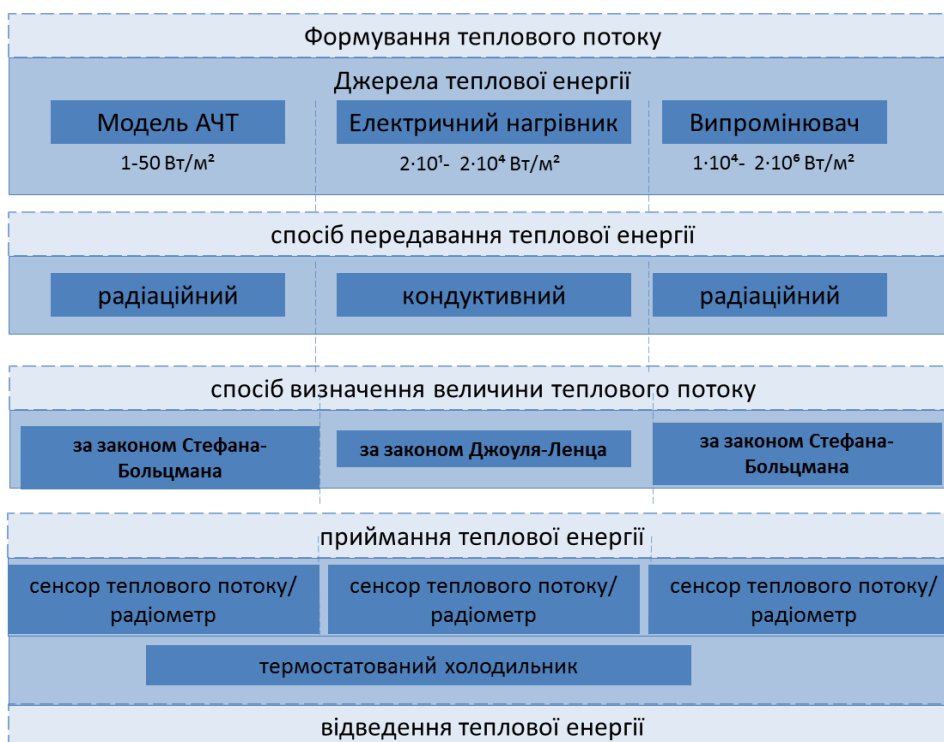 Формування теплового потоку
Джерела теплової енергії
Модель АЧТ
Електричний нагрівник
Випромінювач
1-50 Вт/м²
2·10¹- 2·10⁴ Вт/м²
1·10⁴- 2·10⁶ Вт/м²
спосіб передавання теплової енергії
радіаційний
кондуктивний
радіаційний
спосіб визначення величини теплового потоку
за законом Стефана-
Больцмана
за законом Джоуля-Ленца
за законом Стефана-
Больцмана
приймання теплової енергії
сенсор теплового потоку/
радіометр
сенсор теплового потоку/
радіометр
сенсор теплового потоку/
радіометр
термостатований холодильник
відведення теплової енергії